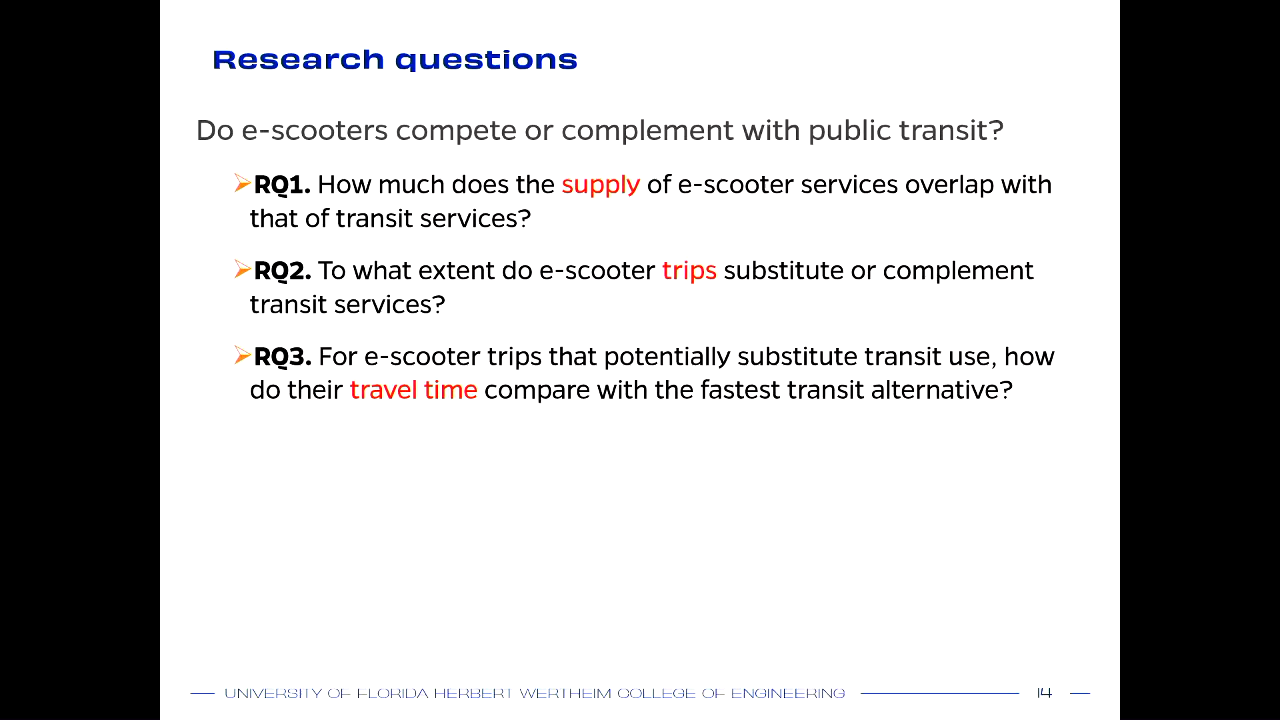 Research questions
Do e-scooters compete or complement with public transit?
➢RQ1. How much does the supply of e-scooter services overlap with
that of transit services?
➢RQ2. To what extent do e-scooter trips substitute or complement
transit services?
➢RQ3. For e-scooter trips that potentially substitute transit use, how
do their travel time compare with the fastest transit alternative?
UNIVERSITY OF FLORIDA HERBERT WERTHEIM COLLEGE OF ENGINEERING 14